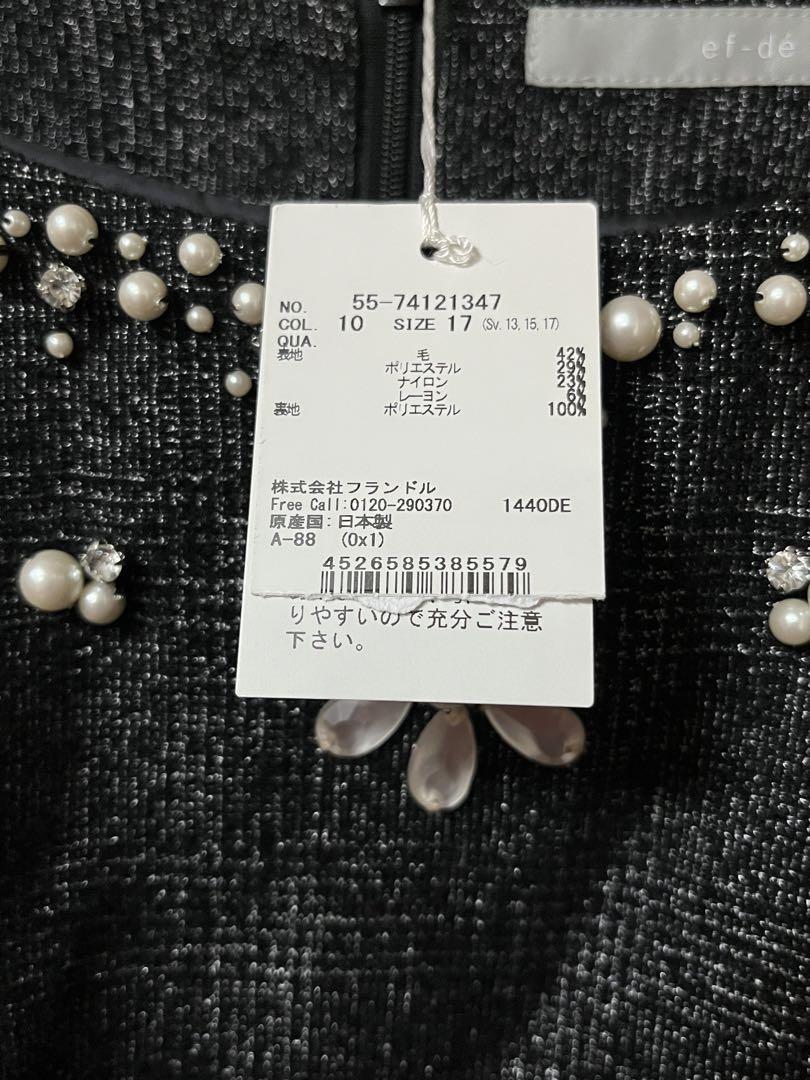 ef-dé
NO. 55-74121347
COL. 10 SIZE 17 (Sv.13,15,17)
QUA.
表地 毛 42%
ポリエステル 29%
ナイロン 23%
レーヨン 6%
裏地 ポリエステル 100%
株式会社フランドル
Free Call:0120-290370 1440DE
原産国:日本製
A-88 (0x1)
4526585385579
りやすいので充分ご注意
下さい。